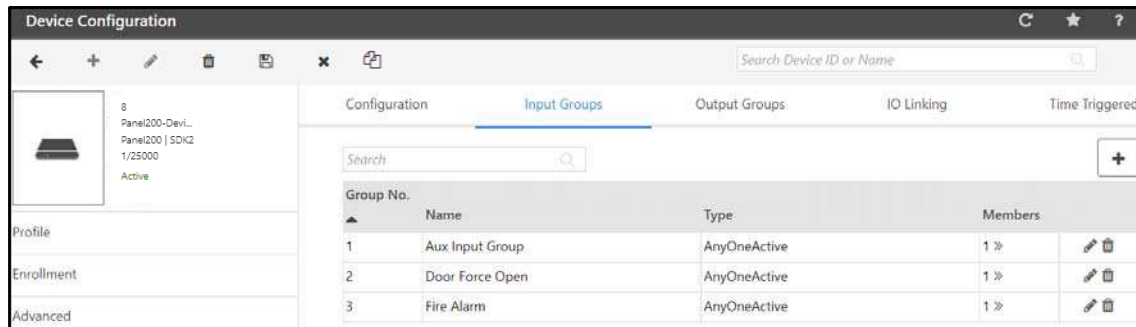 Device Configuration
?
Search Device ID or Name
8
Panel200-Devi...
Panel200 | SDK2
1/25000
Active
Profile
Enrollment
Advanced
Configuration Input Groups Output Groups IO Linking Time Triggered
Search
Group No. Name Type Members
1 Aux Input Group AnyOneActive 1 »
2 Door Force Open AnyOneActive 1 »
3 Fire Alarm AnyOneActive 1 »